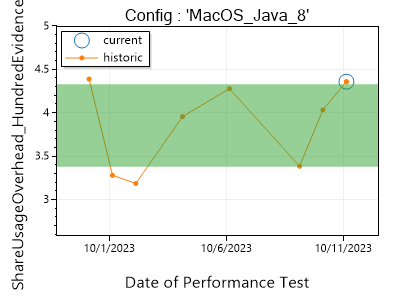 Config : 'MacOS_Java_8'
ShareUsageOverhead_HundredEvidence
current
historic
5
4.5
4
3.5
3
10/1/2023
10/6/2023
10/11/2023
Date of Performance Test